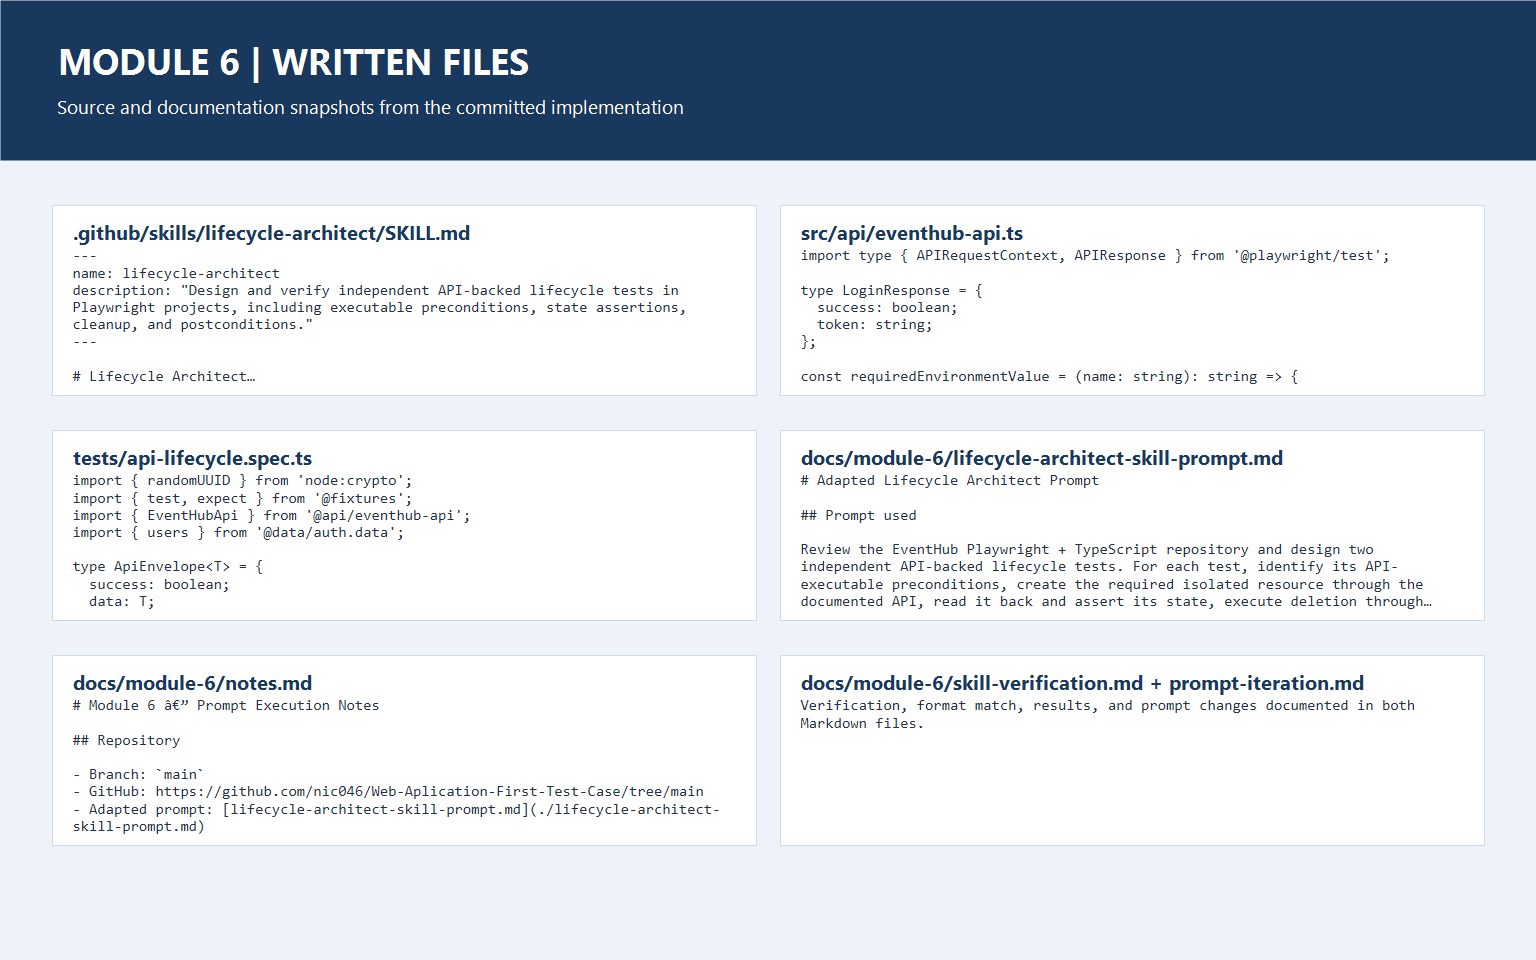 MODULE 6 | WRITTEN FILES
Source and documentation snapshots from the committed implementation
.github/skills/lifecycle-architect/SKILL.md
---
name: lifecycle-architect
description: "Design and verify independent API-backed lifecycle tests in
Playwright projects, including executable preconditions, state assertions,
cleanup, and postconditions."
---
# Lifecycle Architect…
src/api/eventhub-api.ts
import type { APIRequestContext, APIResponse } from '@playwright/test';
type LoginResponse = {
  success: boolean;
  token: string;
};
const requiredEnvironmentValue = (name: string): string => {
tests/api-lifecycle.spec.ts
import { randomUUID } from 'node:crypto';
import { test, expect } from '@fixtures';
import { EventHubApi } from '@api/eventhub-api';
import { users } from '@data/auth.data';
type ApiEnvelope<T> = {
  success: boolean;
  data: T;
docs/module-6/lifecycle-architect-skill-prompt.md
# Adapted Lifecycle Architect Prompt
## Prompt used
Review the EventHub Playwright + TypeScript repository and design two
independent API-backed lifecycle tests. For each test, identify its API-
executable preconditions, create the required isolated resource through the
documented API, read it back and assert its state, execute deletion through…
docs/module-6/notes.md
# Module 6 â€” Prompt Execution Notes
## Repository
- Branch: `main`
- GitHub: https://github.com/nic046/Web-Aplication-First-Test-Case/tree/main
- Adapted prompt: [lifecycle-architect-skill-prompt.md](./lifecycle-architect-
skill-prompt.md)
docs/module-6/skill-verification.md + prompt-iteration.md
Verification, format match, results, and prompt changes documented in both
Markdown files.